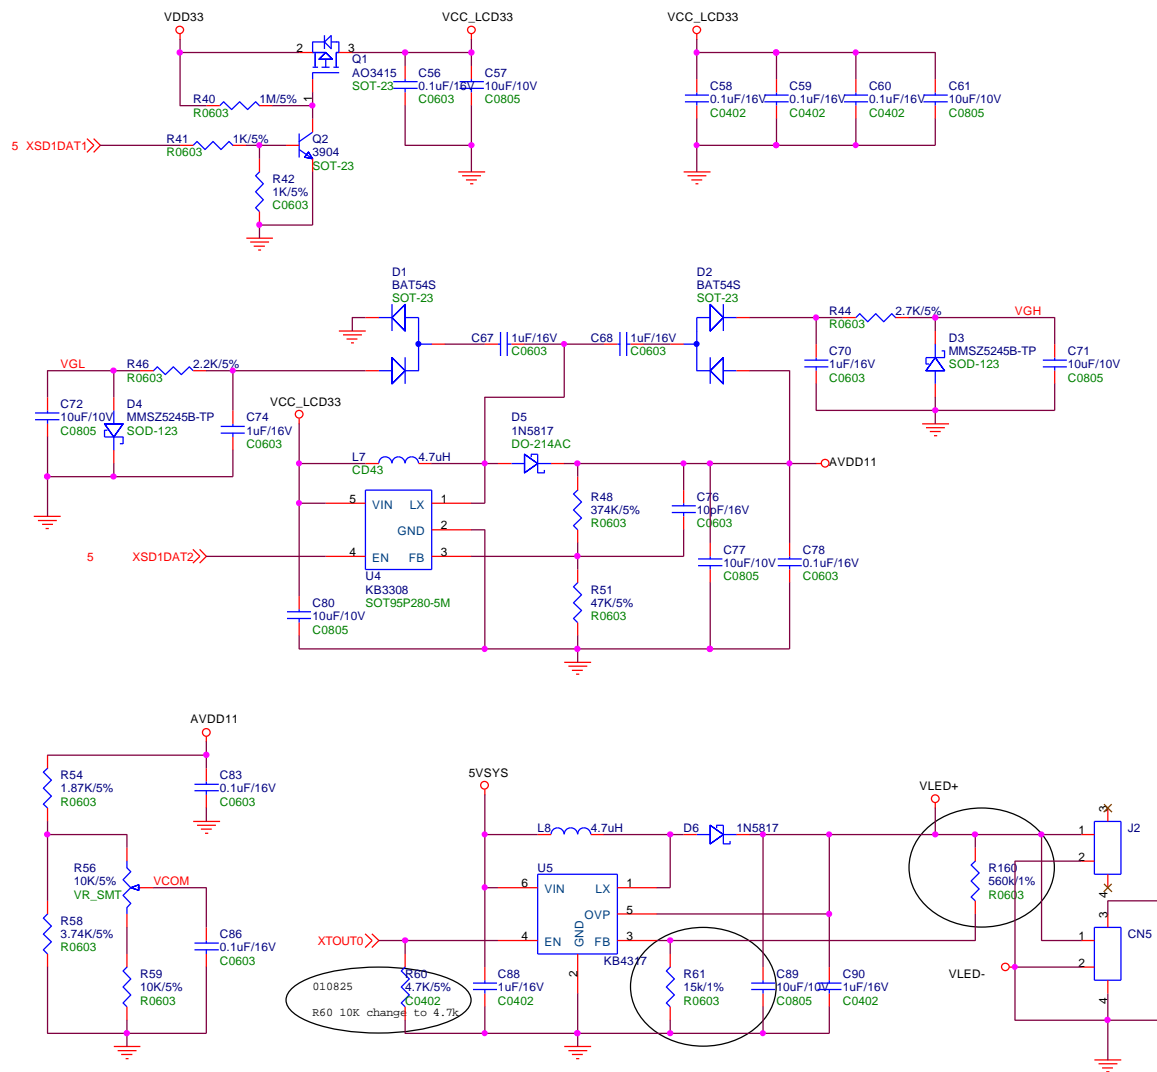 VDD33
VCC_LCD33
VCC_LCD33
2
3
Q1
AO3415
SOT-23
1
C56
0.1uF/16V
C0603
C57
10uF/10V
C0805
C58
0.1uF/16V
C0402
C59
0.1uF/16V
C0402
C60
0.1uF/16V
C0402
C61
10uF/10V
C0805
R40
1M/5%
R0603
5 XSD1DAT1
R41
1K/5%
R0603
Q2
3904
SOT-23
R42
1K/5%
C0603
D1
BAT54S
SOT-23
D2
BAT54S
SOT-23
C67
1uF/16V
C0603
C68
1uF/16V
C0603
R44
2.7K/5%
R0603
VGH
C70
1uF/16V
C0603
D3
MMSZ5245B-TP
SOD-123
C71
10uF/10V
C0805
VGL
R46
2.2K/5%
R0603
C72
10uF/10V
C0805
D4
MMSZ5245B-TP
SOD-123
C74
1uF/16V
C0603
VCC_LCD33
D5
1N5817
DO-214AC
L7
4.7uH
CD43
AVDD11
5
VIN
LX
1
GND
2
4
EN
FB
3
U4
KB3308
SOT95P280-5M
5
XSD1DAT2
R48
374K/5%
R0603
C76
10pF/16V
C0603
C77
10uF/10V
C0805
C78
0.1uF/16V
C0603
R51
47K/5%
R0603
C80
10uF/10V
C0805
AVDD11
R54
1.87K/5%
R0603
C83
0.1uF/16V
C0603
R56
10K/5%
VR_SMT
VCOM
R58
3.74K/5%
R0603
C86
0.1uF/16V
C0603
R59
10K/5%
R0603
5VSYS
L8
4.7uH
D6
1N5817
VLED+
U5
6
VIN
LX
1
OVP
5
4
EN
GND
FB
3
2
KB4317
XTOUT0
R60
4.7K/5%
C0402
010825
R60 10K change to 4.7k
C88
1uF/16V
C0402
R61
15k/1%
R0603
C89
10uF/10V
C0805
C90
1uF/16V
C0402
R160
560k/1%
R0603
3
1
2
4
J2
3
1
2
4
CN5
VLED-